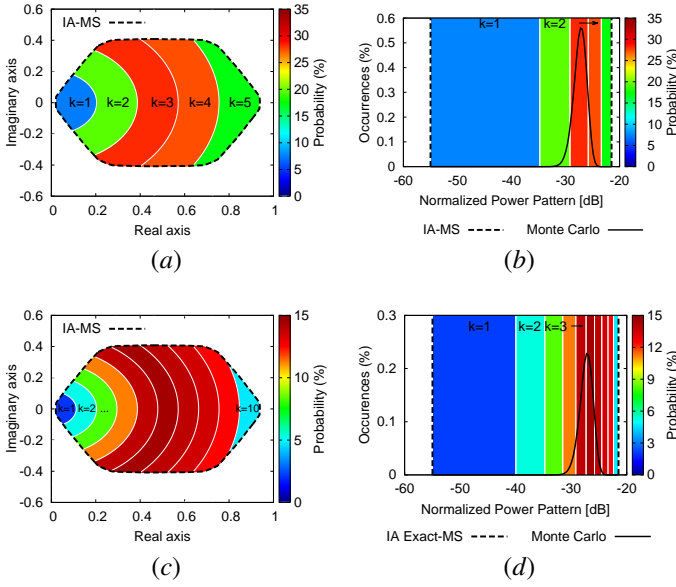 0.6
0.4
0.2
0
-0.2
-0.4
-0.6
Imaginary axis
IA-MS
k=1 k=2 k=3 k=4 k=5
0 0.2 0.4 0.6 0.8 1
Real axis
35
30
25
20
15
10
5
0
Probability (%)
(a)
0.6
0.5
0.4
0.3
0.2
0.1
0
Occurrences (%)
k=1 k=2
-60 -50 -40 -30 -20
Normalized Power Pattern [dB]
IA-MS Monte Carlo
35
30
25
20
15
10
5
0
Probability (%)
(b)
0.6
0.4
0.2
0
-0.2
-0.4
-0.6
Imaginary axis
IA-MS
k=1 k=2 ... k=10
0 0.2 0.4 0.6 0.8 1
Real axis
15
10
5
0
Probability (%)
(c)
0.3
0.2
0.1
0
Occurences (%)
k=1 k=2 k=3
-60 -50 -40 -30 -20
Normalized Power Pattern [dB]
IA Exact-MS Monte Carlo
15
12
9
6
3
0
Probability (%)
(d)